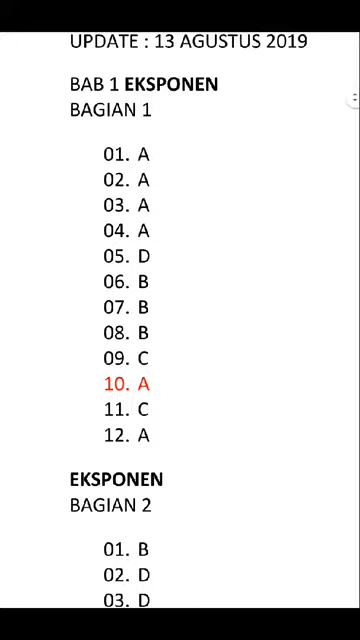 UPDATE : 13 AGUSTUS 2019
BAB 1 EKSPONEN
BAGIAN 1
01. A
02. A
03. A
04. A
05. D
06. B
07. B
08. B
09. C
10. A
11. C
12. A
EKSPONEN
BAGIAN 2
01. B
02. D
03. D